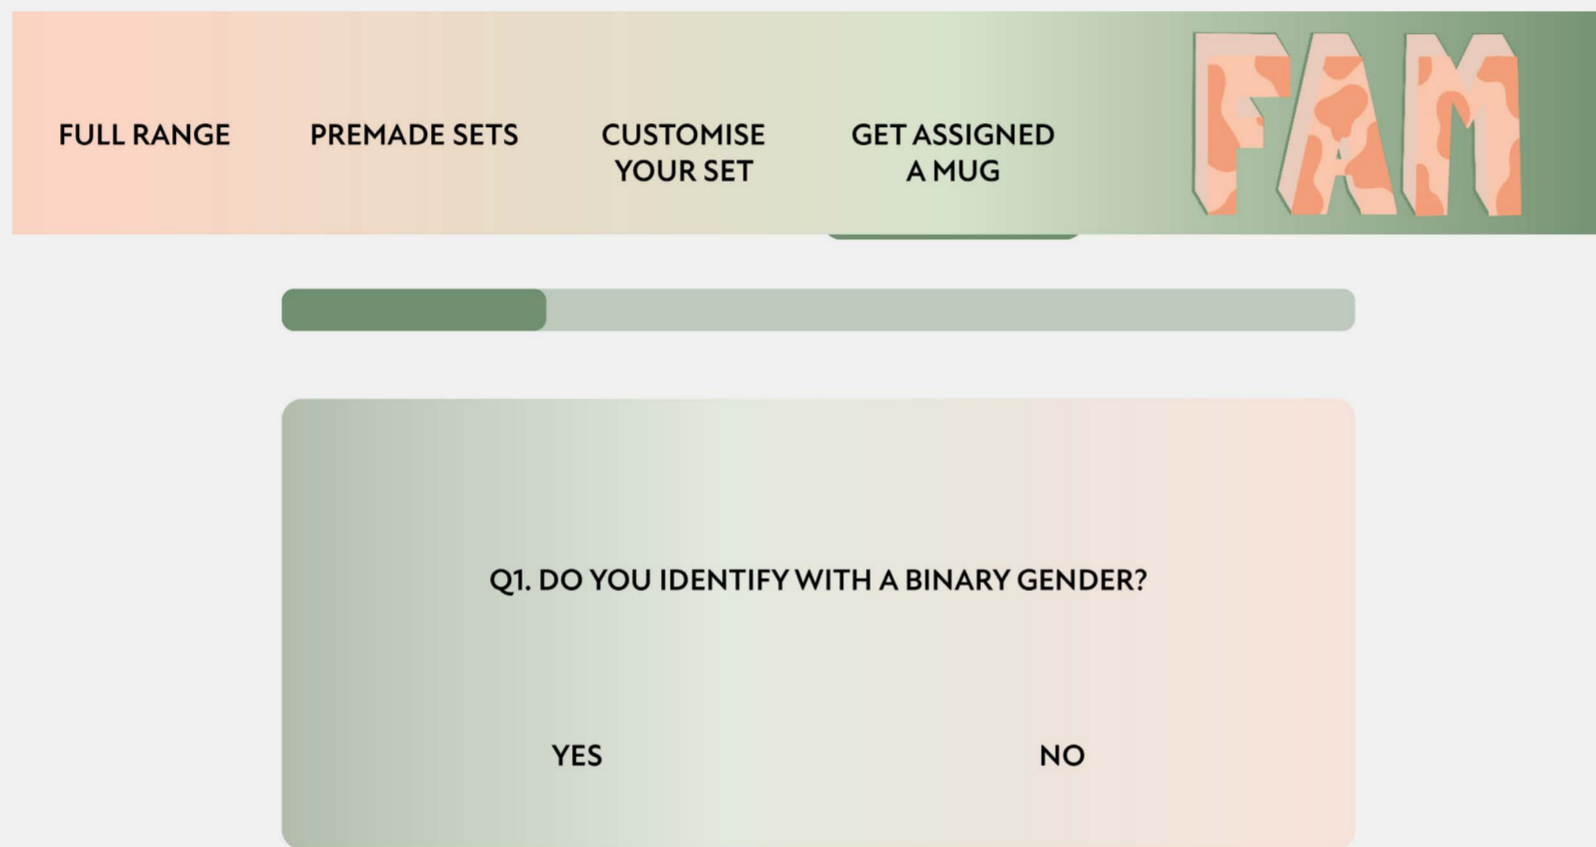 FULL RANGE
PREMADE SETS
CUSTOMISE
YOUR SET
GET ASSIGNED
A MUG
FAM
Q1. DO YOU IDENTIFY WITH A BINARY GENDER?
YES
NO